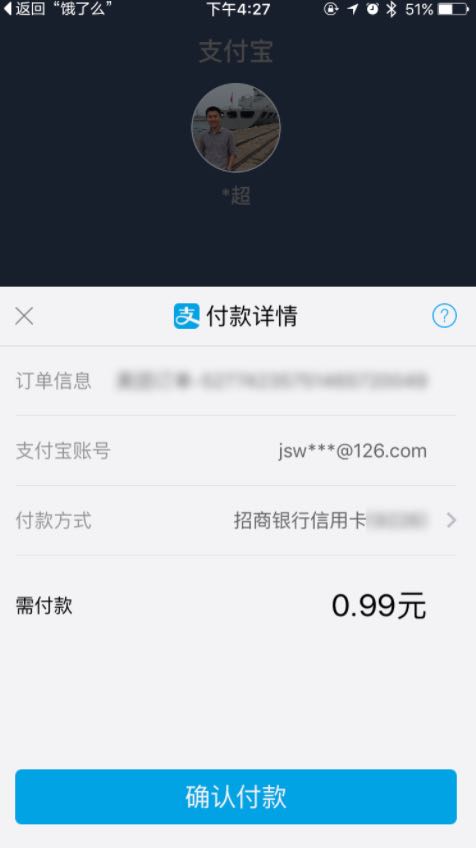 返回“饿了么”
下午4:27
51%
支付宝
*超
支 付款详情
?
订单信息
支付宝账号 jsw***@126.com
付款方式 招商银行信用卡
需付款 0.99元
确认付款